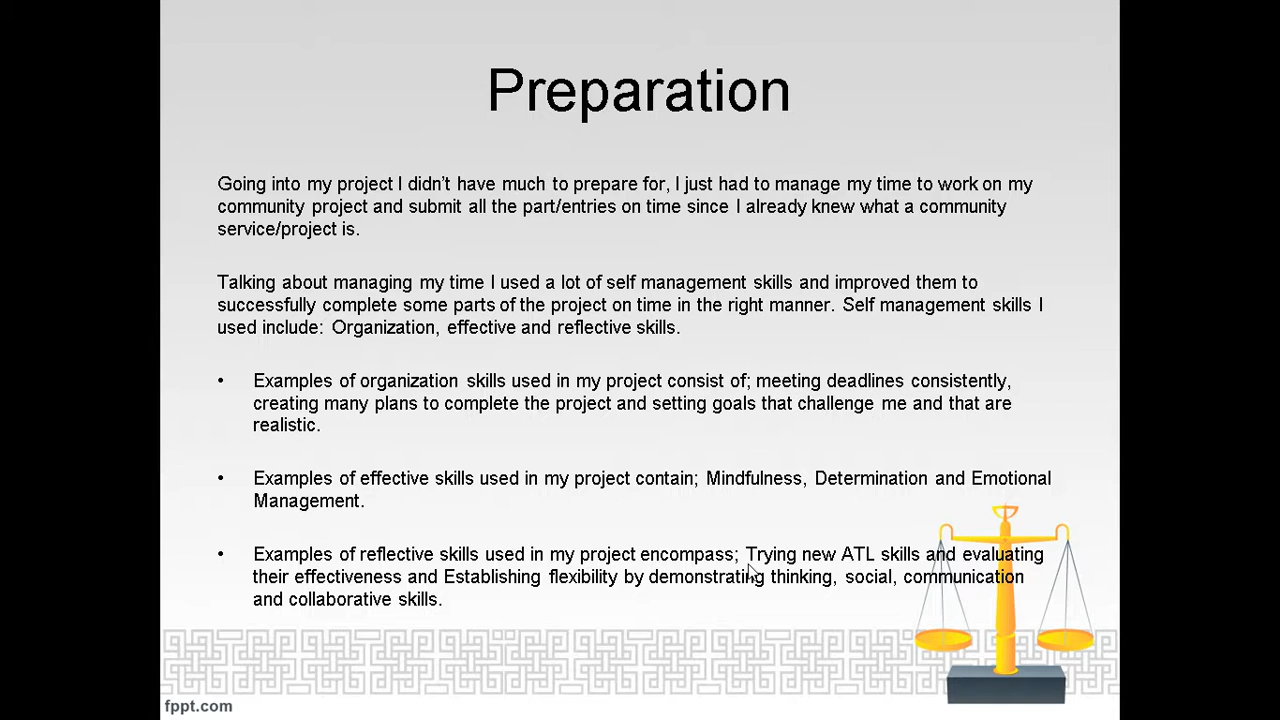 Preparation
Going into my project I didn’t have much to prepare for, I just had to manage my time to work on my
community project and submit all the part/entries on time since I already knew what a community
service/project is.
Talking about managing my time I used a lot of self management skills and improved them to
successfully complete some parts of the project on time in the right manner. Self management skills I
used include: Organization, effective and reflective skills.
• Examples of organization skills used in my project consist of; meeting deadlines consistently,
creating many plans to complete the project and setting goals that challenge me and that are
realistic.
• Examples of effective skills used in my project contain; Mindfulness, Determination and Emotional
Management.
• Examples of reflective skills used in my project encompass; Trying new ATL skills and evaluating
their effectiveness and Establishing flexibility by demonstrating thinking, social, communication
and collaborative skills.
fppt.com